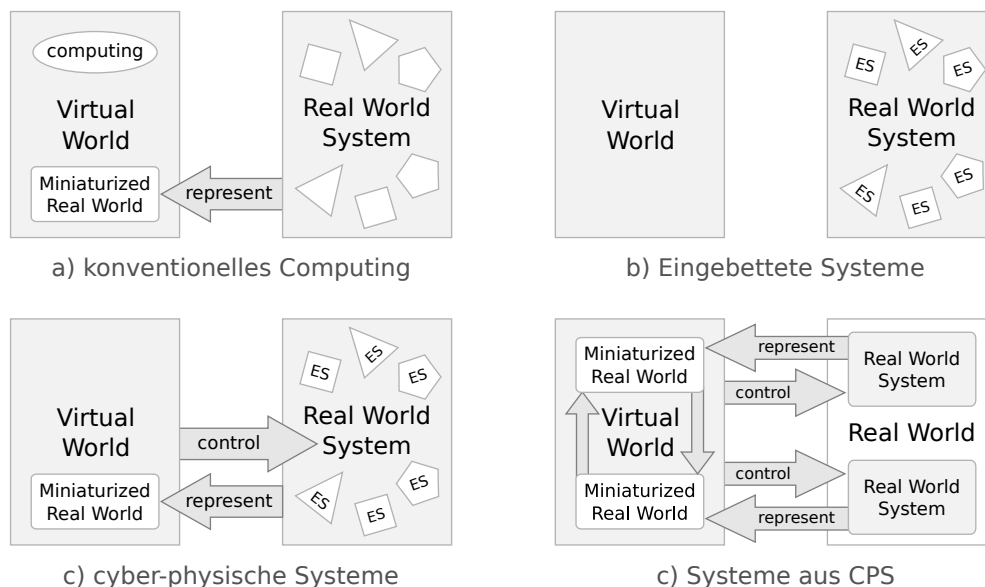 computing
Virtual
World
Miniaturized
Real World
represent
Real World
System
a) konventionelles Computing
Virtual
World
ES
ES
ES
Real World
System
ES
ES
ES
b) Eingebettete Systeme
Virtual
World
Miniaturized
Real World
control
represent
ES
ES
ES
Real World
System
ES
ES
ES
c) cyber-physische Systeme
Miniaturized
Real World
Virtual
World
Miniaturized
Real World
represent
control
control
represent
Real World
System
Real World
Real World
System
c) Systeme aus CPS